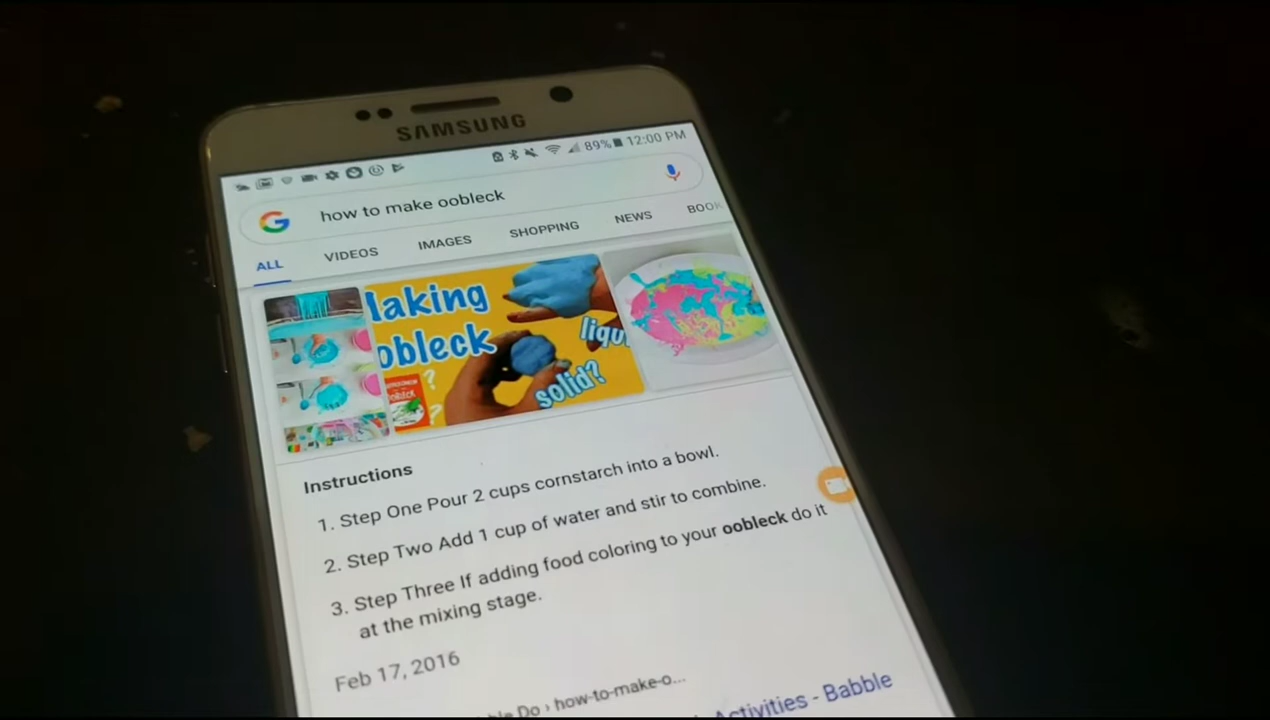 SAMSUNG
89% 12:00 PM
how to make oobleck
ALL VIDEOS IMAGES SHOPPING NEWS BOOK
Making
obleck
liqu
solid?
?
?
Instructions
1. Step One Pour 2 cups cornstarch into a bowl.
2. Step Two Add 1 cup of water and stir to combine.
3. Step Three If adding food coloring to your oobleck do it
at the mixing stage.
Feb 17, 2016
ble Do › how-to-make-o...
Activities - Babble